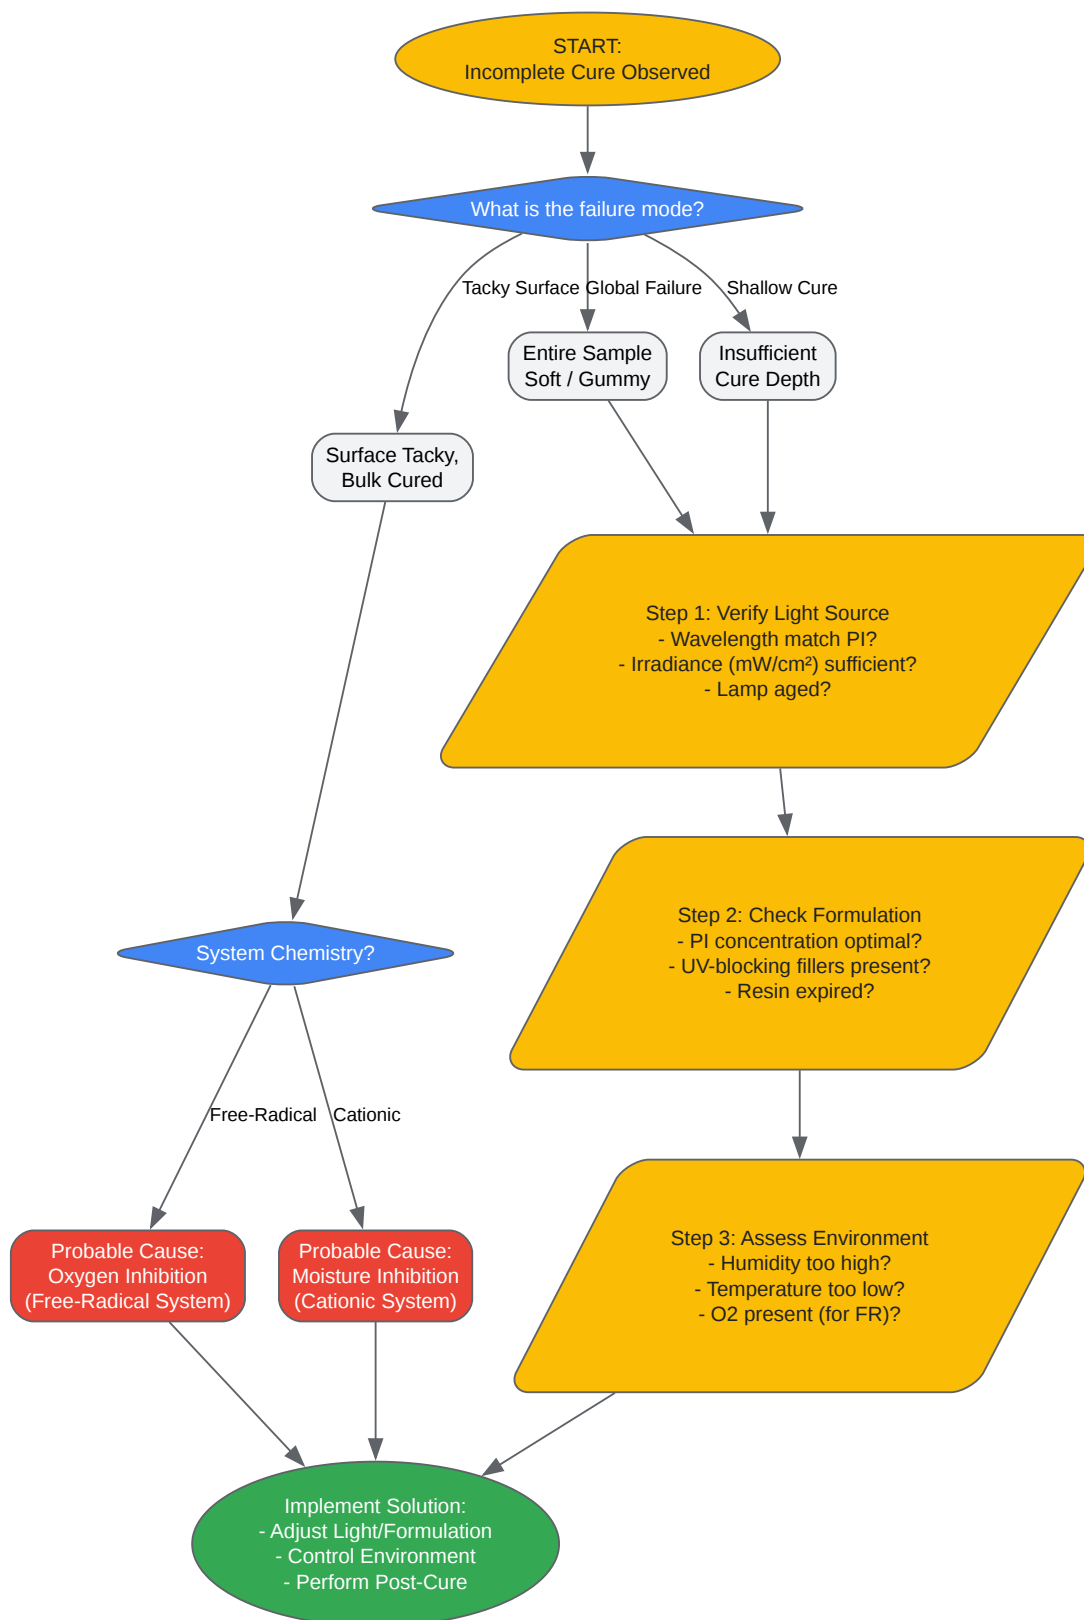 START:
Incomplete Cure Observed
What is the failure mode?
Tacky Surface
Global Failure
Shallow Cure
Entire Sample
Soft / Gummy
Insufficient
Cure Depth
Surface Tacky,
Bulk Cured
Step 1: Verify Light Source
- Wavelength match PI?
- Irradiance (mW/cm²) sufficient?
- Lamp aged?
Step 2: Check Formulation
- PI concentration optimal?
- UV-blocking fillers present?
- Resin expired?
System Chemistry?
Free-Radical
Cationic
Probable Cause:
Oxygen Inhibition
(Free-Radical System)
Probable Cause:
Moisture Inhibition
(Cationic System)
Step 3: Assess Environment
- Humidity too high?
- Temperature too low?
- O2 present (for FR)?
Implement Solution:
- Adjust Light/Formulation
- Control Environment
- Perform Post-Cure